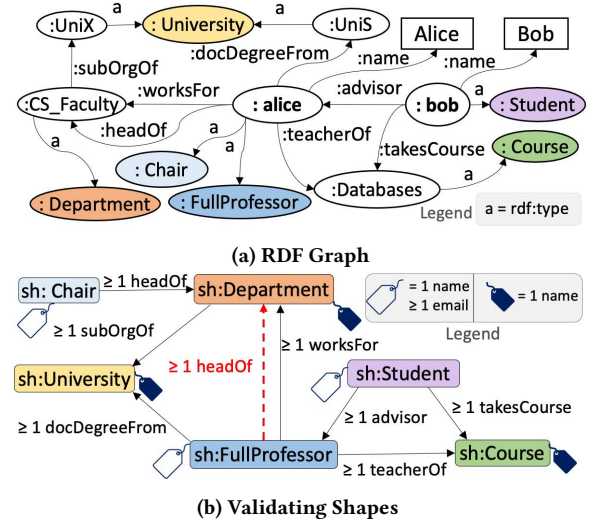 a
a
:UniX
:University
:UniS
Alice
Bob
:docDegreeFrom
:name
:name
:subOrgOf
:worksFor
:advisor
:CS_Faculty
: alice
: bob
a
: Student
:headOf
:teacherOf
:takesCourse
: Course
a
a
a
: Chair
a
: Department
: FullProfessor
:Databases
Legend
a = rdf:type
(a) RDF Graph
sh: Chair
≥ 1 headOf
sh:Department
= 1 name
≥ 1 email
= 1 name
Legend
≥ 1 subOrgOf
≥ 1 headOf
≥ 1 worksFor
sh:University
sh:Student
≥ 1 docDegreeFrom
≥ 1 advisor
≥ 1 takesCourse
sh:FullProfessor
≥ 1 teacherOf
sh:Course
(b) Validating Shapes